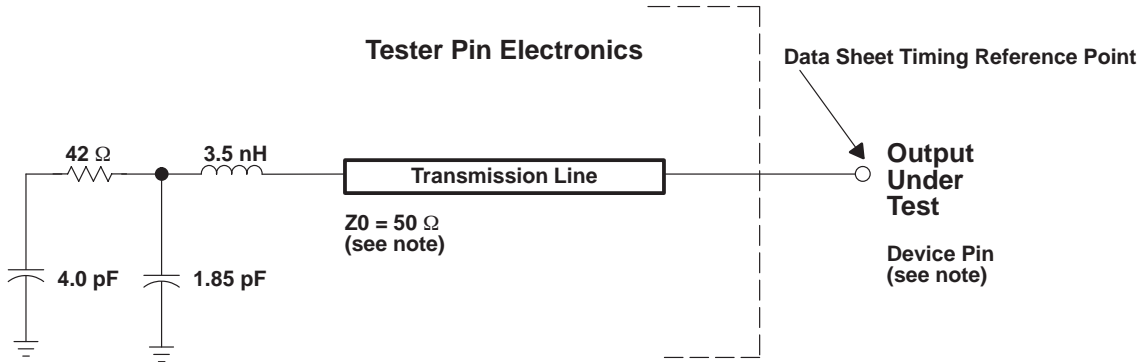 Tester Pin Electronics
Data Sheet Timing Reference Point
42 Ω
3.5 nH
Transmission Line
Output
Under
Test
Z0 = 50 Ω
(see note)
Device Pin
(see note)
4.0 pF
1.85 pF